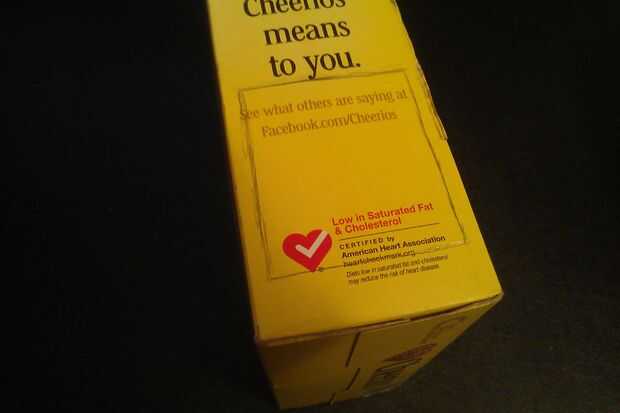 Cheerios
means
to you.
See what others are saying at
Facebook.com/Cheerios
Low in Saturated Fat
& Cholesterol
CERTIFIED by
American Heart Association
heartcheckmark.org
Diets low in saturated fat and cholesterol
may reduce the risk of heart disease.